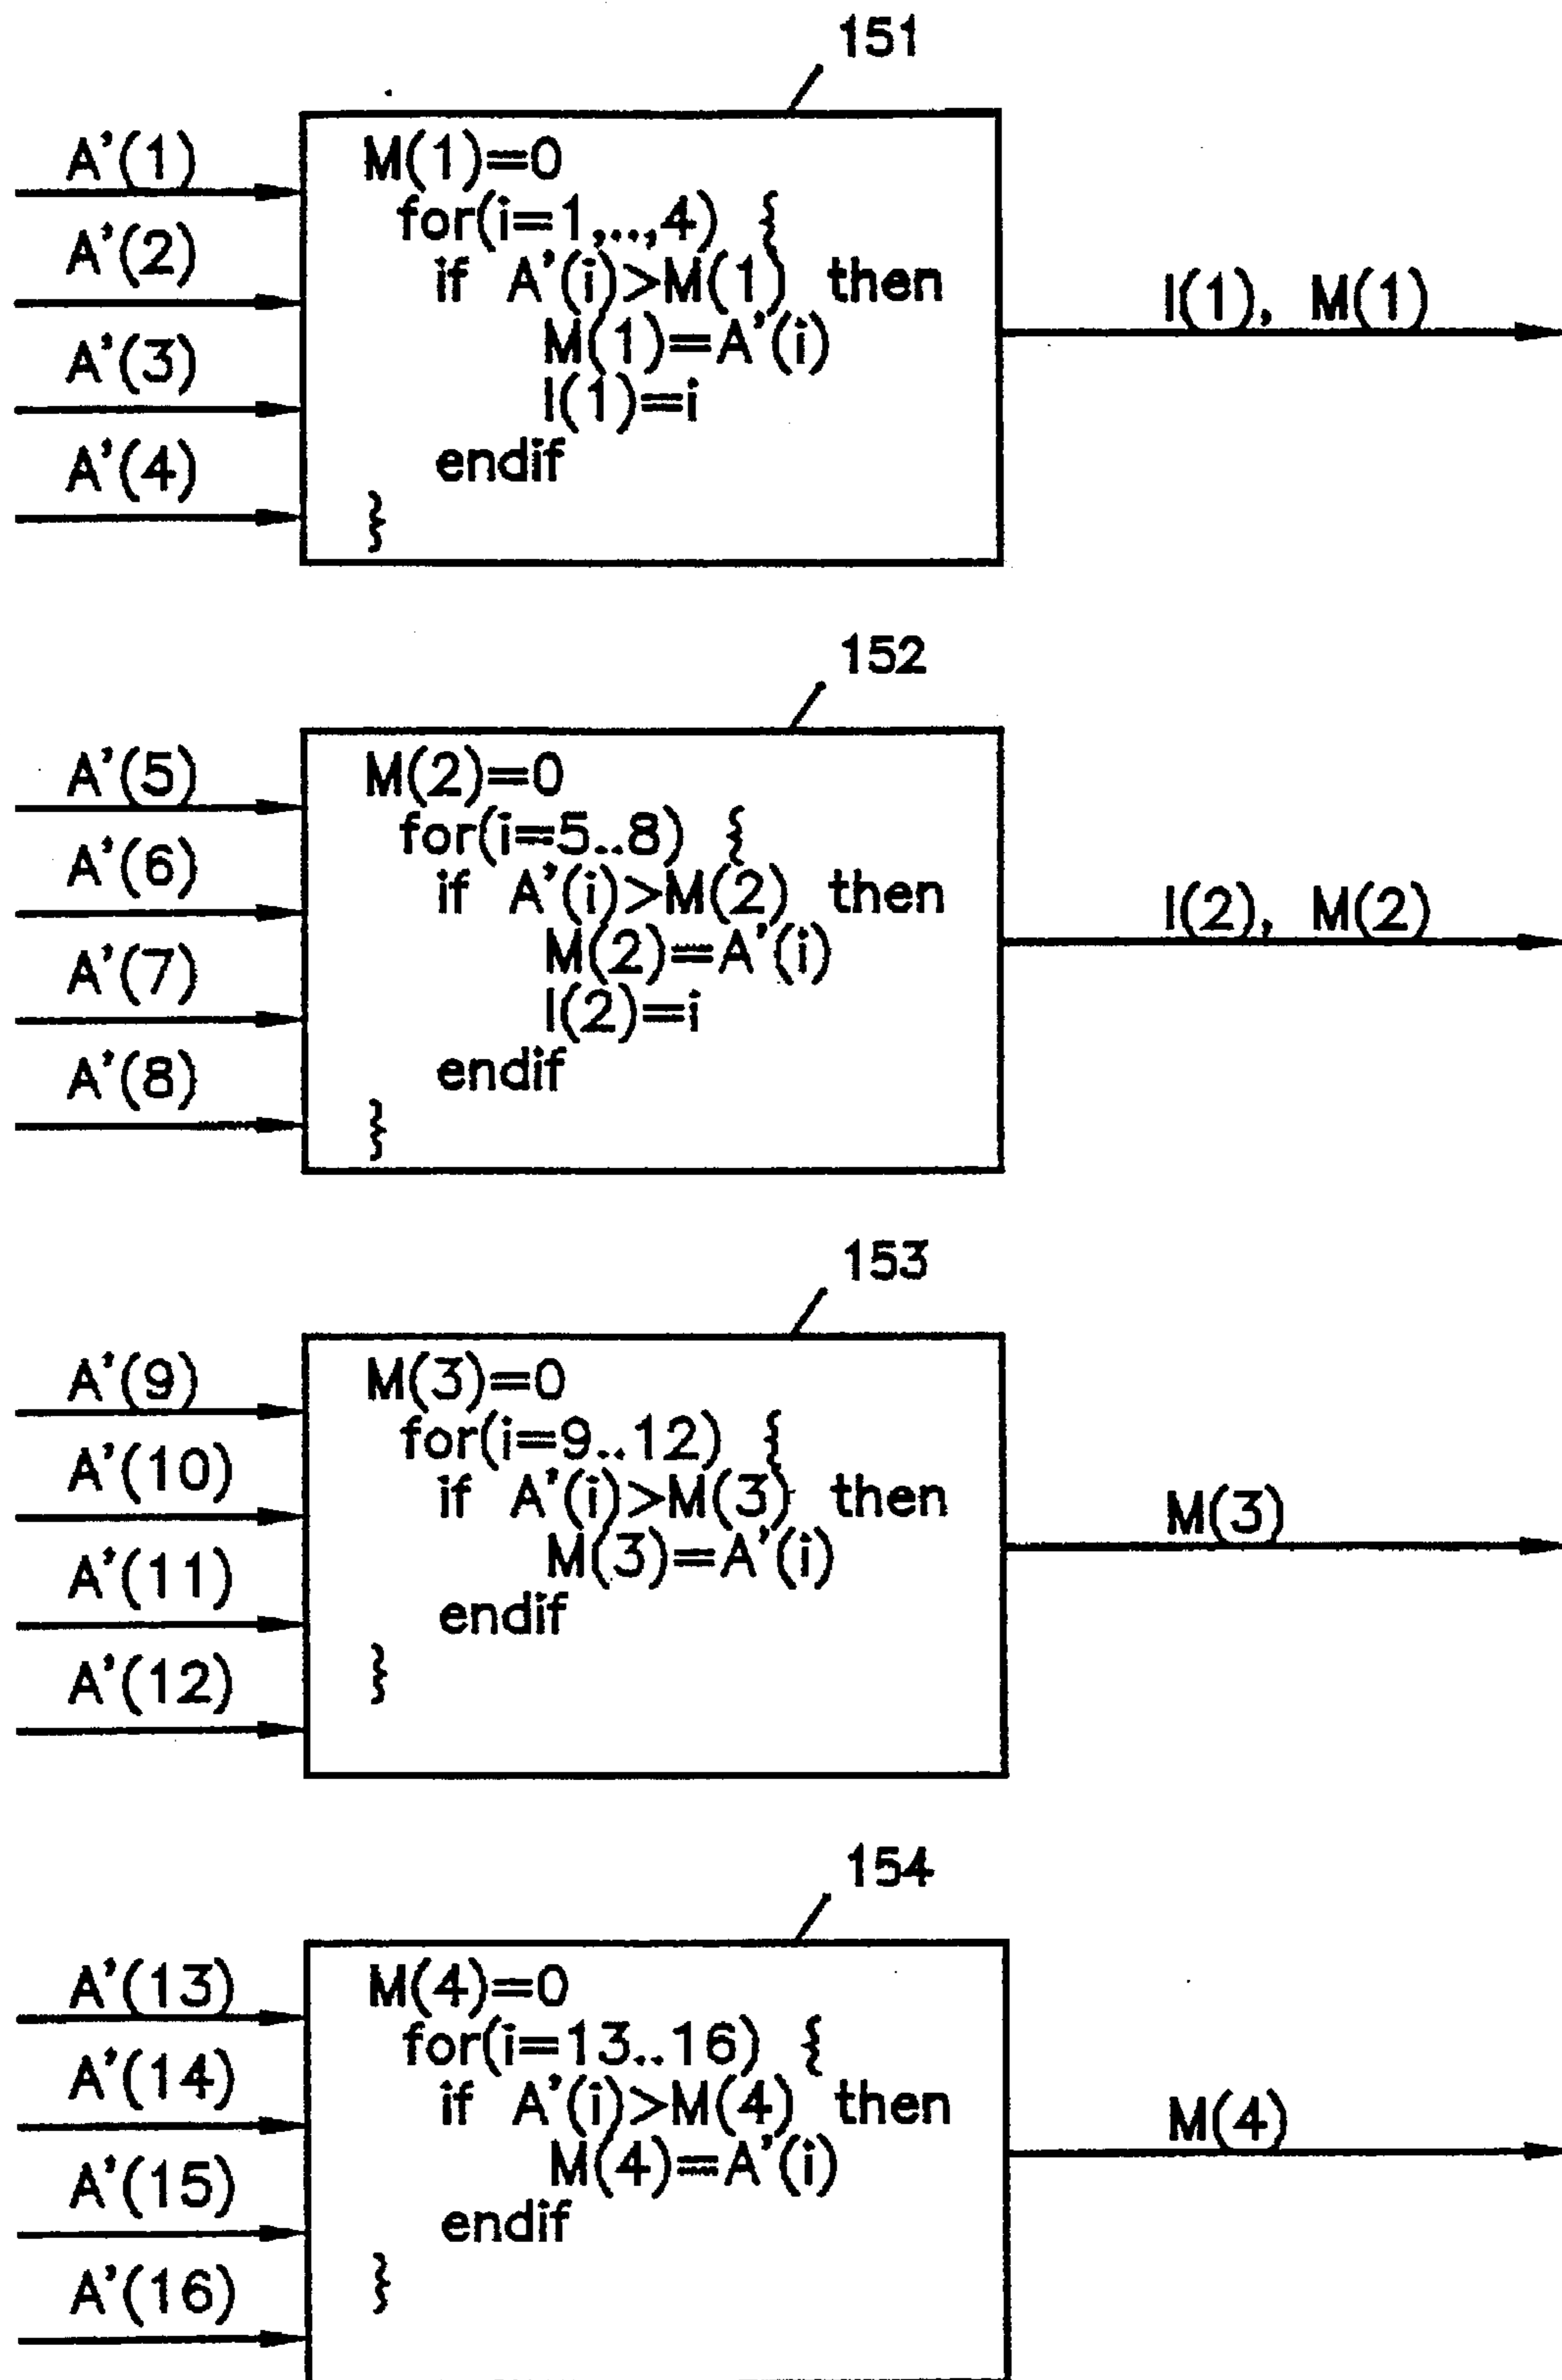 151
A'(1)
A'(2)
A'(3)
A'(4)
M(1)=0
for(i=1,...,4) {
if A'(i)>M(1) then
M(1)=A'(i)
I(1)=i
endif
}
I(1), M(1)
152
A'(5)
A'(6)
A'(7)
A'(8)
M(2)=0
for(i=5..8) {
if A'(i)>M(2) then
M(2)=A'(i)
I(2)=i
endif
}
I(2), M(2)
153
A'(9)
A'(10)
A'(11)
A'(12)
M(3)=0
for(i=9..12) {
if A'(i)>M(3) then
M(3)=A'(i)
endif
}
M(3)
154
A'(13)
A'(14)
A'(15)
A'(16)
M(4)=0
for(i=13..16) {
if A'(i)>M(4) then
M(4)=A'(i)
endif
}
M(4)